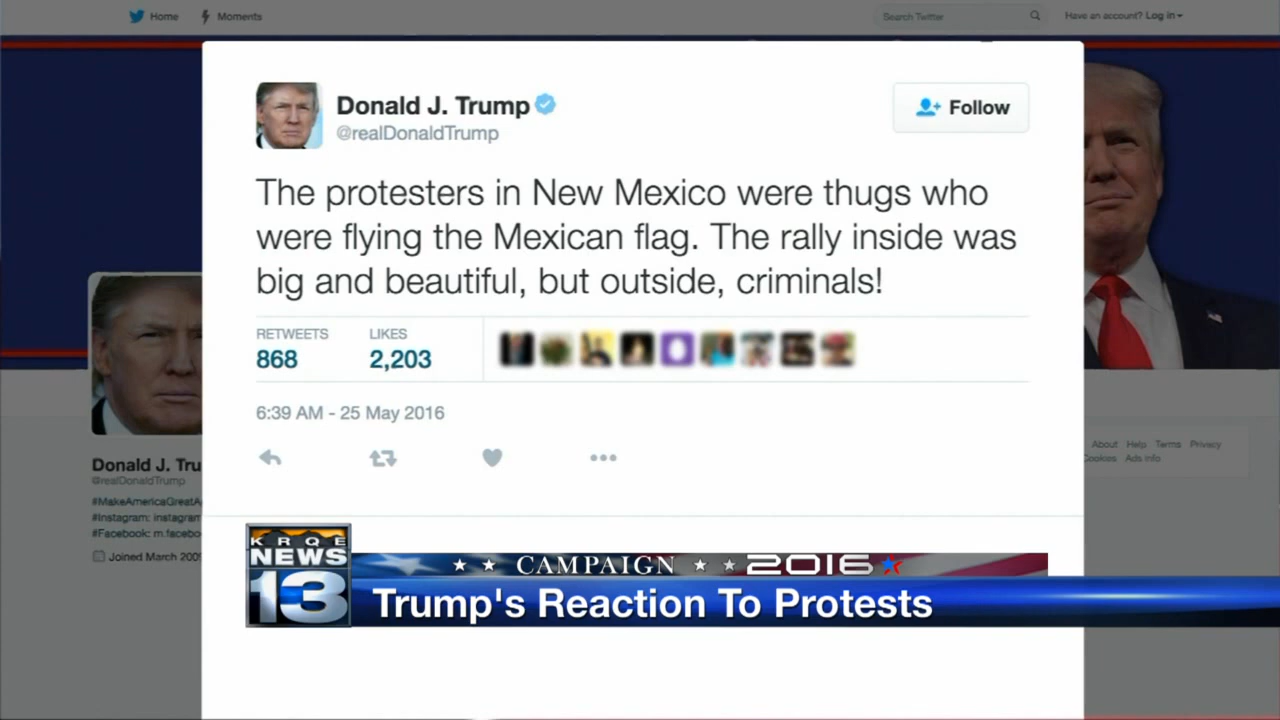 Home Moments Search Twitter Have an account? Log in
Donald J. Trump
@realDonaldTrump
Follow
The protesters in New Mexico were thugs who
were flying the Mexican flag. The rally inside was
big and beautiful, but outside, criminals!
RETWEETS LIKES
868 2,203
6:39 AM - 25 May 2016
Donald J. Tru
@realDonaldTrump
#MakeAmericaGreatA
#Instagram: instagram
#Facebook: m.facebo
Joined March 200
About Help Terms Privacy
Cookies Ads info
KRQE
NEWS
13
CAMPAIGN 2016
Trump's Reaction To Protests